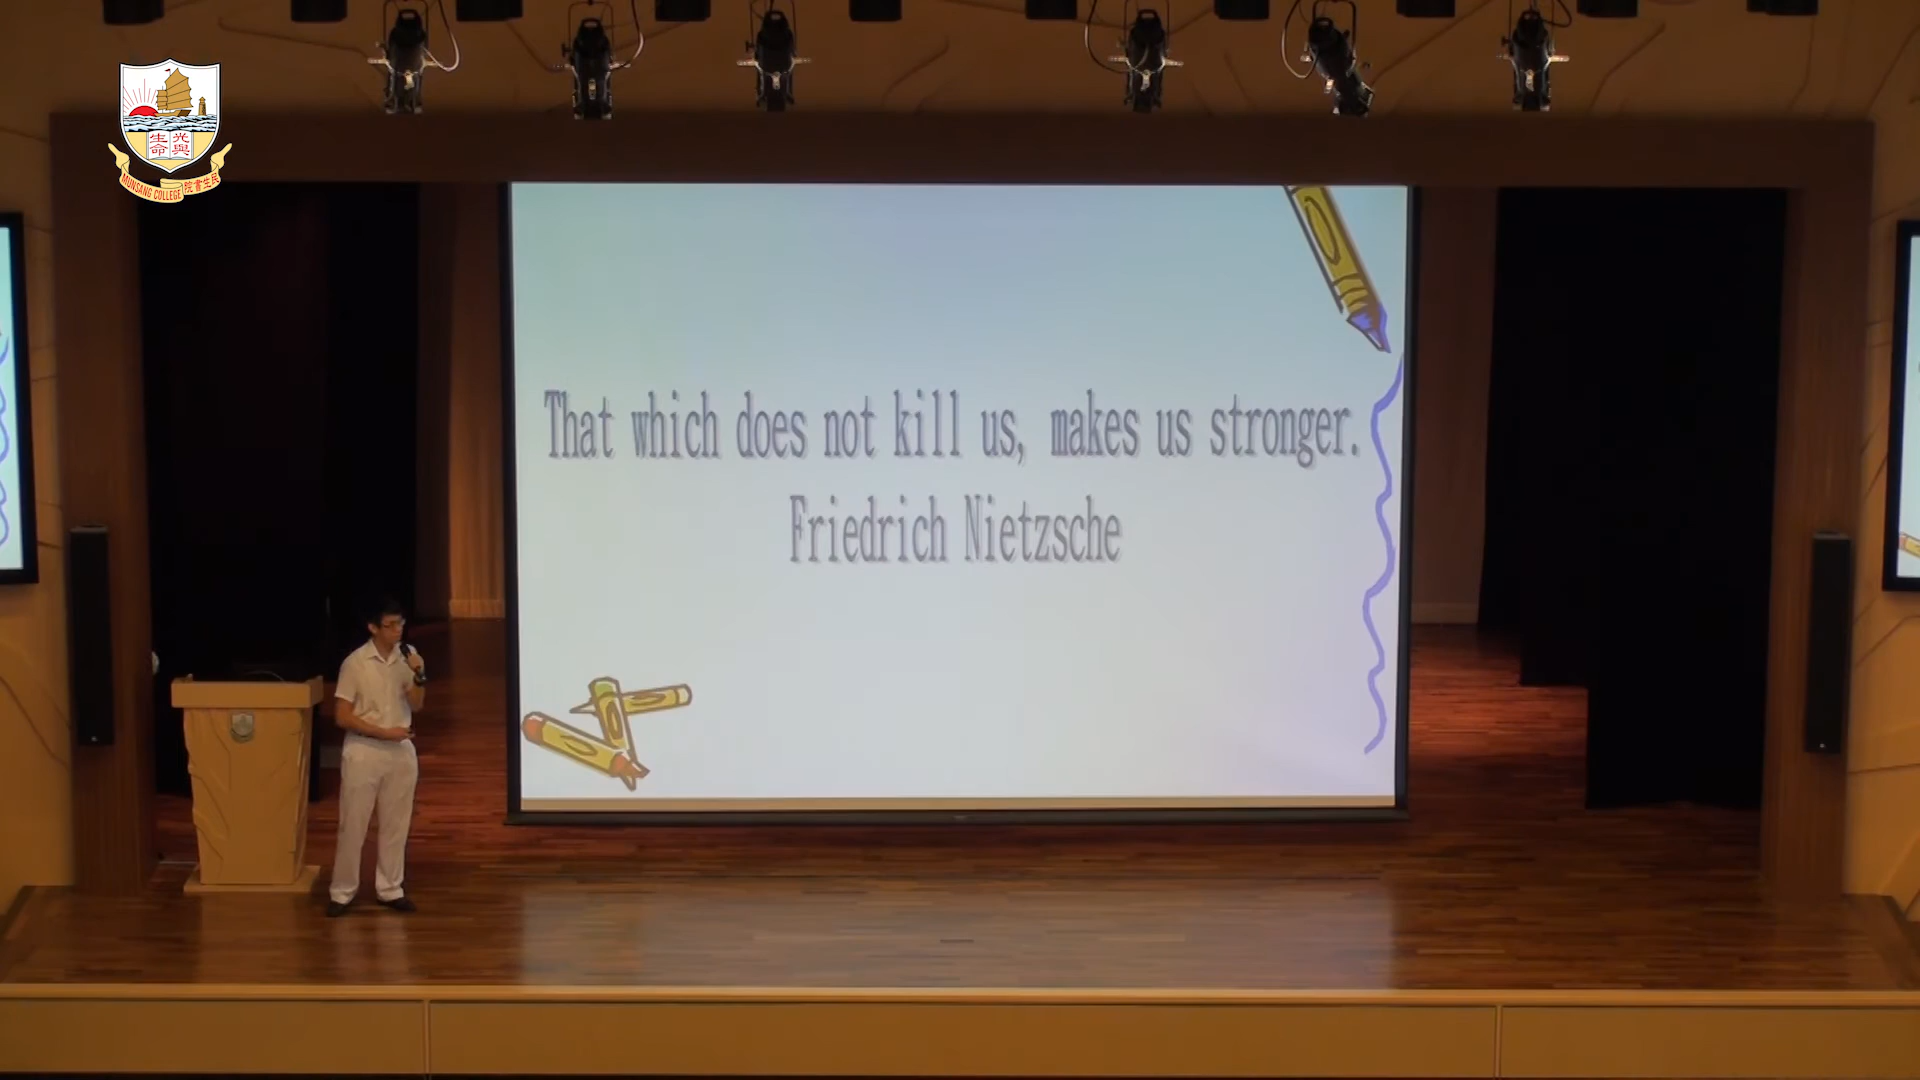 光與
生命
MUNSANG COLLEGE 民生書院
That which does not kill us, makes us stronger.
Friedrich Nietzsche